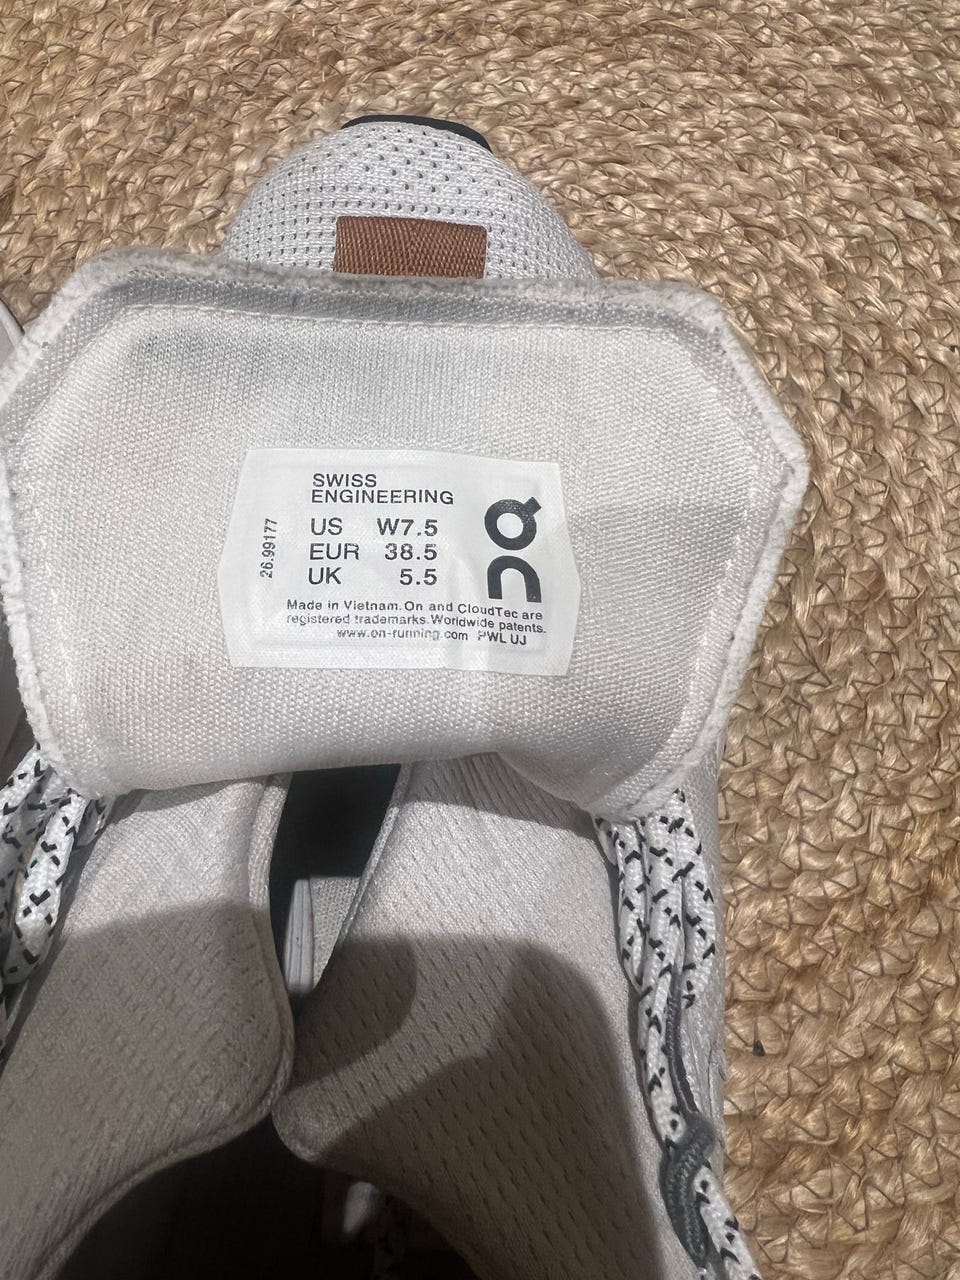 SWISS
ENGINEERING
US W7.5
EUR 38.5
UK 5.5
26.99177
Made in Vietnam. On and CloudTec are
registered trademarks. Worldwide patents.
www.on-running.com PWL UJ
ON